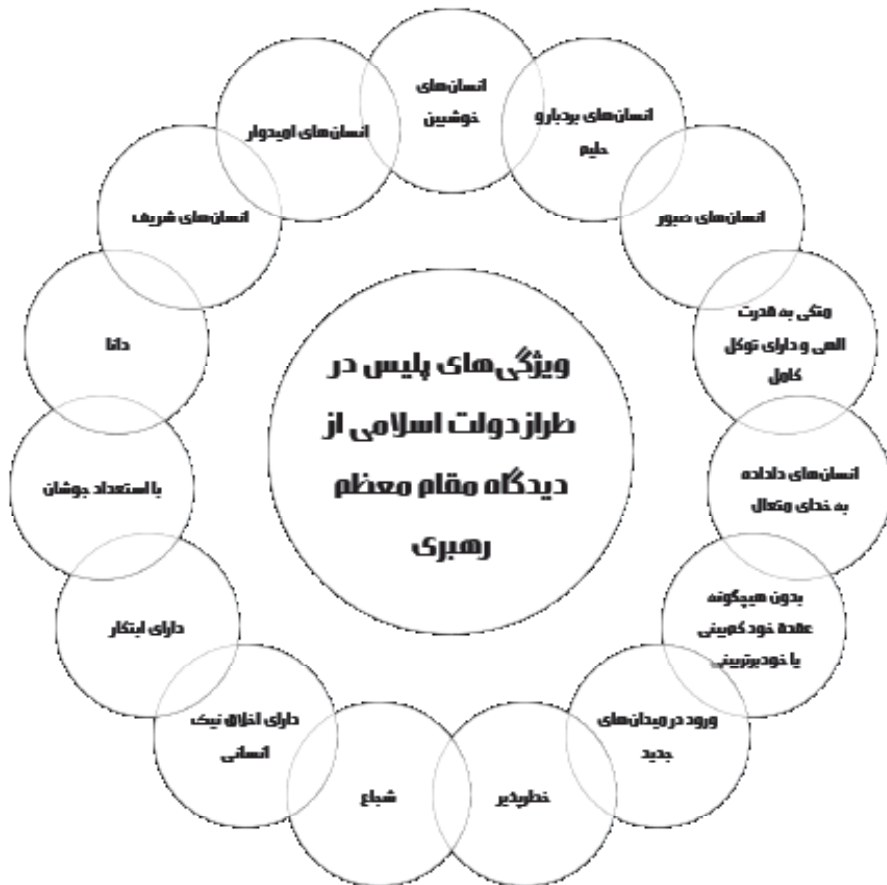 ویژگی‌های پلیس در
طراز دولت اسلامی از
دیدگاه مقام معظم
رهبری
انسان‌های
خوشبین
انسان‌های بردبار و
حلیم
انسان‌های صبور
متکی به قدرت
الهی و دارای توکل
کامل
انسان‌های دلداده
به خدای متعال
بدون هیچگونه
عقدۀ خود کم‌بینی
یا خودبرتربینی
ورود در میدان‌های
جدید
خطرپذیر
شجاع
دارای اخلاق نیک
انسانی
دارای ابتکار
با استعداد جوشان
دانا
انسان‌های شریف
انسان‌های امیدوار